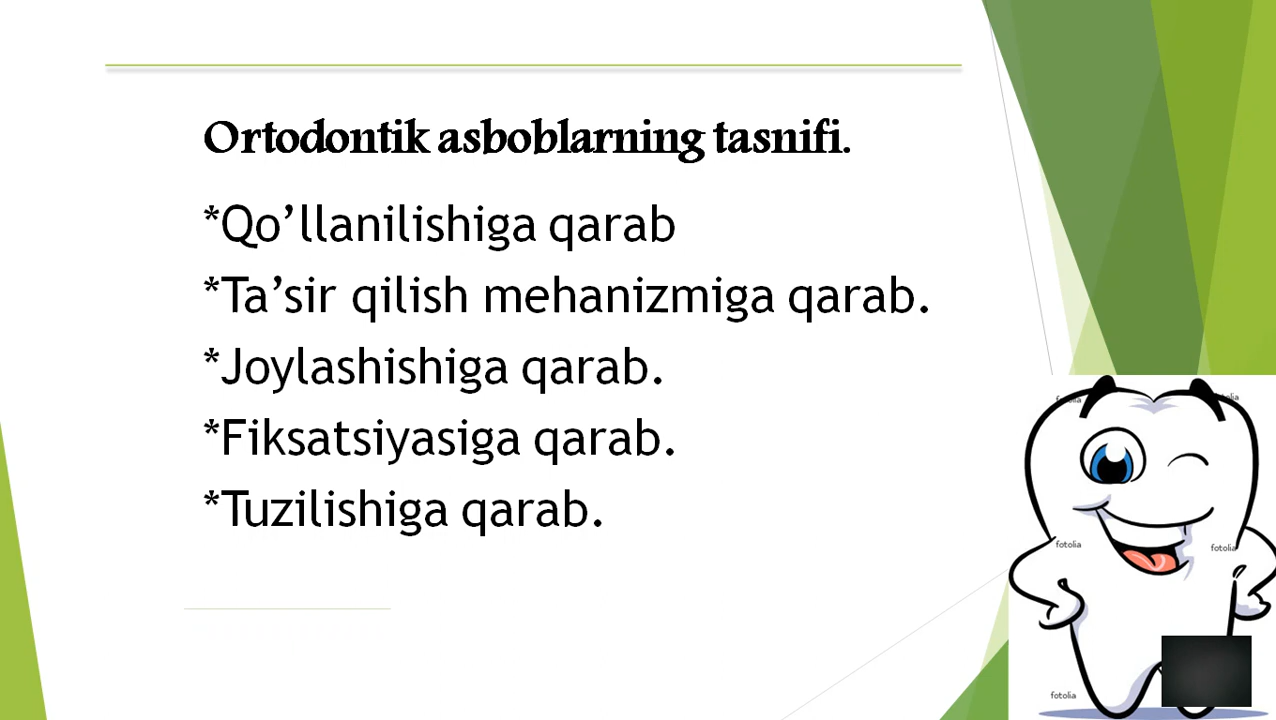 Ortodontik asboblarning tasnifi.
*Qo’llanilishiga qarab
*Ta’sir qilish mehanizmiga qarab.
*Joylashishiga qarab.
*Fiksatsiyasiga qarab.
*Tuzilishiga qarab.
fotolia
fotolia
fotolia